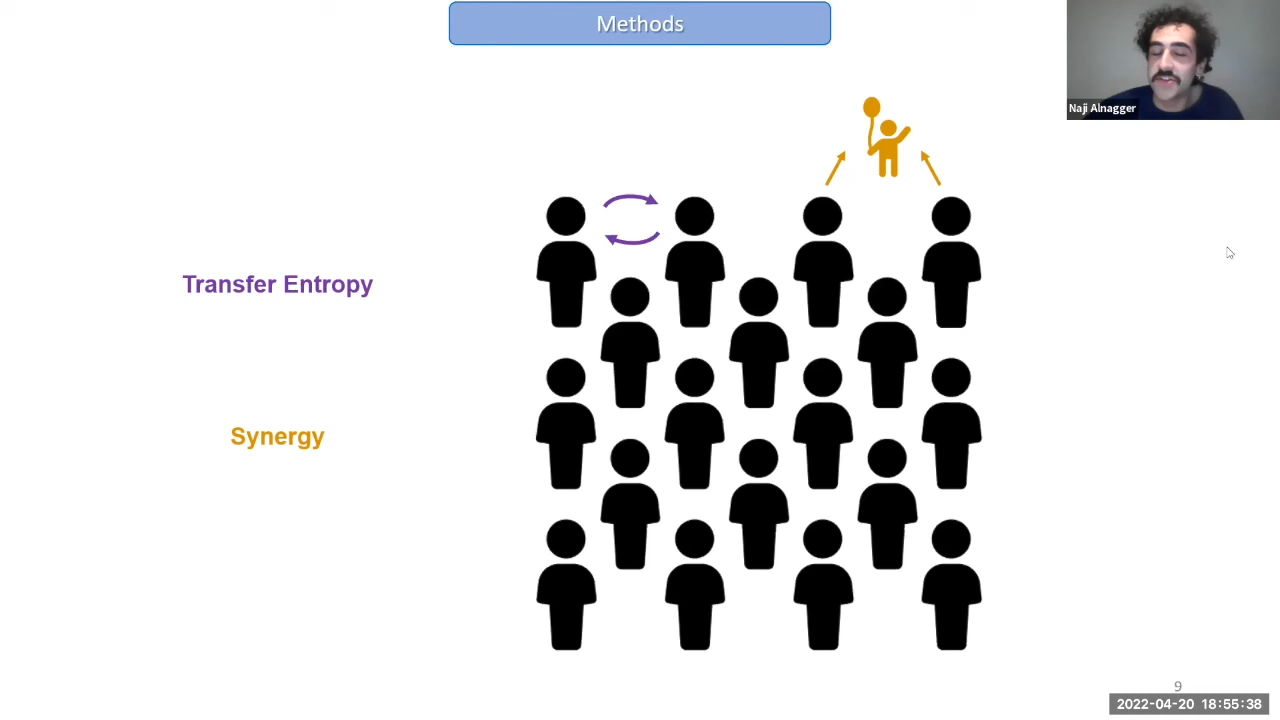 Methods
Naji Alnagger
Transfer Entropy
Synergy
9
2022-04-20 18:55:38